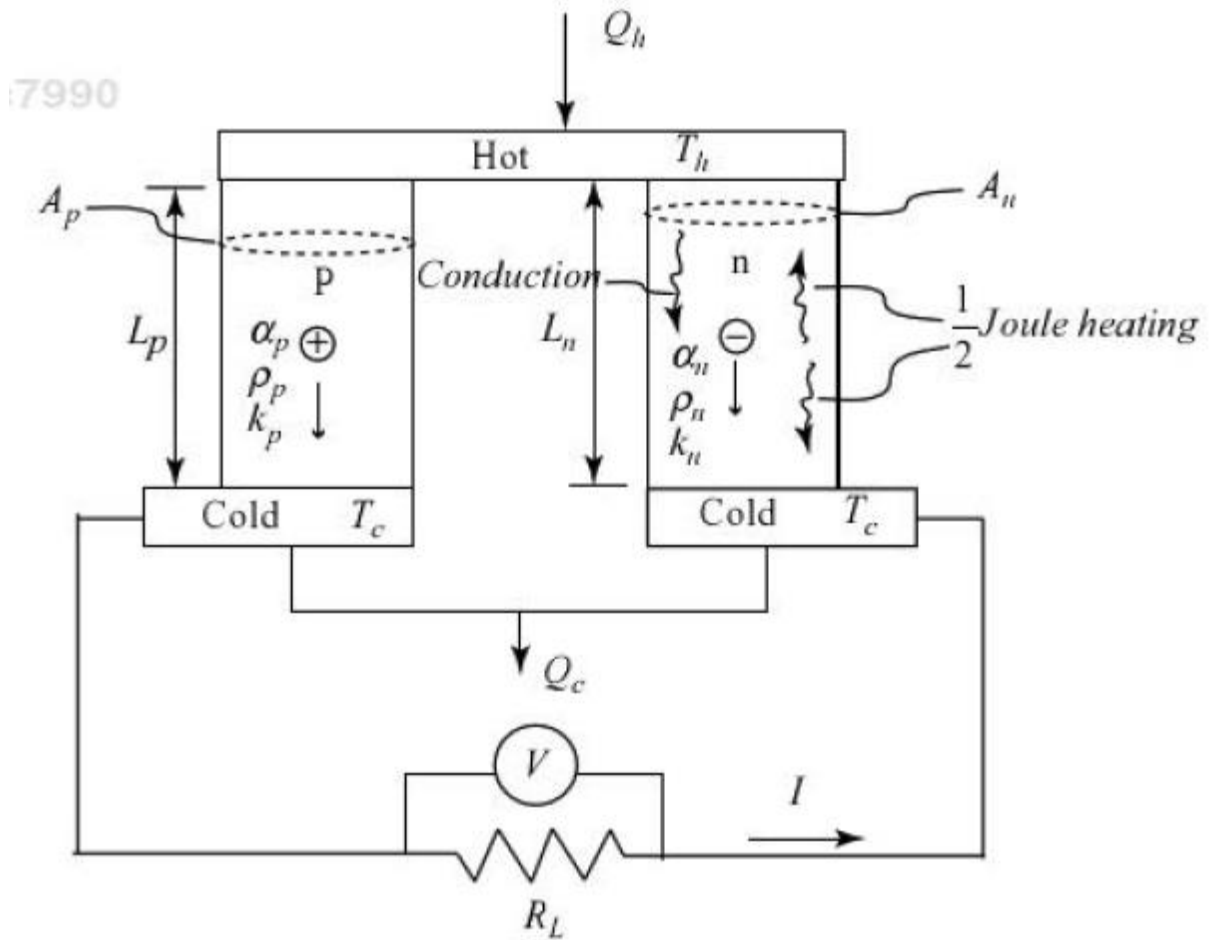 Q_h
:7990
Hot T_h
A_p
A_n
p
Conduction
n
L_p
α_p ⊕
L_n
⊖
1/2 Joule heating
ρ_p
α_n
k_p
ρ_n
k_n
Cold T_c
Cold T_c
Q_c
V
I
R_L